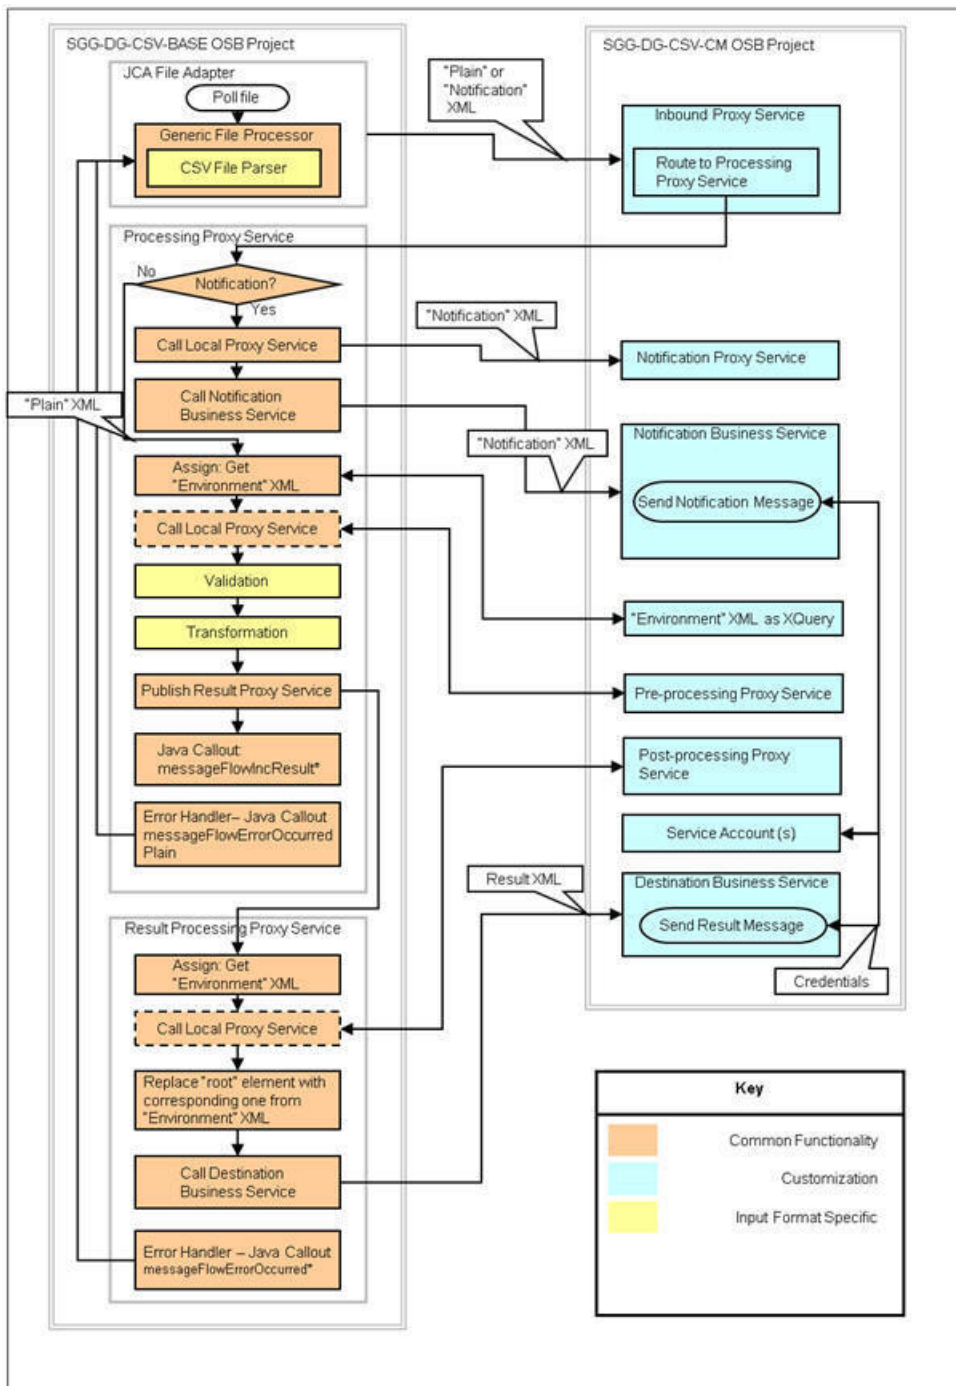 SGG-DG-CSV-BASE OSB Project
JCA File Adapter
Poll file
Generic File Processor
CSV File Parser
"Plain" or
"Notification"
XML
SGG-DG-CSV-CM OSB Project
Inbound Proxy Service
Route to Processing
Proxy Service
Processing Proxy Service
No
Notification?
Yes
Call Local Proxy Service
"Notification" XML
Notification Proxy Service
Call Notification
Business Service
"Plain" XML
"Notification" XML
Notification Business Service
Send Notification Message
Assign: Get
"Environment" XML
Call Local Proxy Service
Validation
Transformation
"Environment" XML as XQuery
Publish Result Proxy Service
Pre-processing Proxy Service
Java Callout:
messageFlowIncResult*
Post-processing Proxy
Service
Error Handler– Java Callout
messageFlowErrorOccurred
Plain
Service Account (s)
Result XML
Destination Business Service
Send Result Message
Credentials
Result Processing Proxy Service
Assign: Get
"Environment" XML
Call Local Proxy Service
Replace "root" element with
corresponding one from
"Environment" XML
Call Destination
Business Service
Error Handler – Java Callout
messageFlowErrorOccurred*
Key
Common Functionality
Customization
Input Format Specific